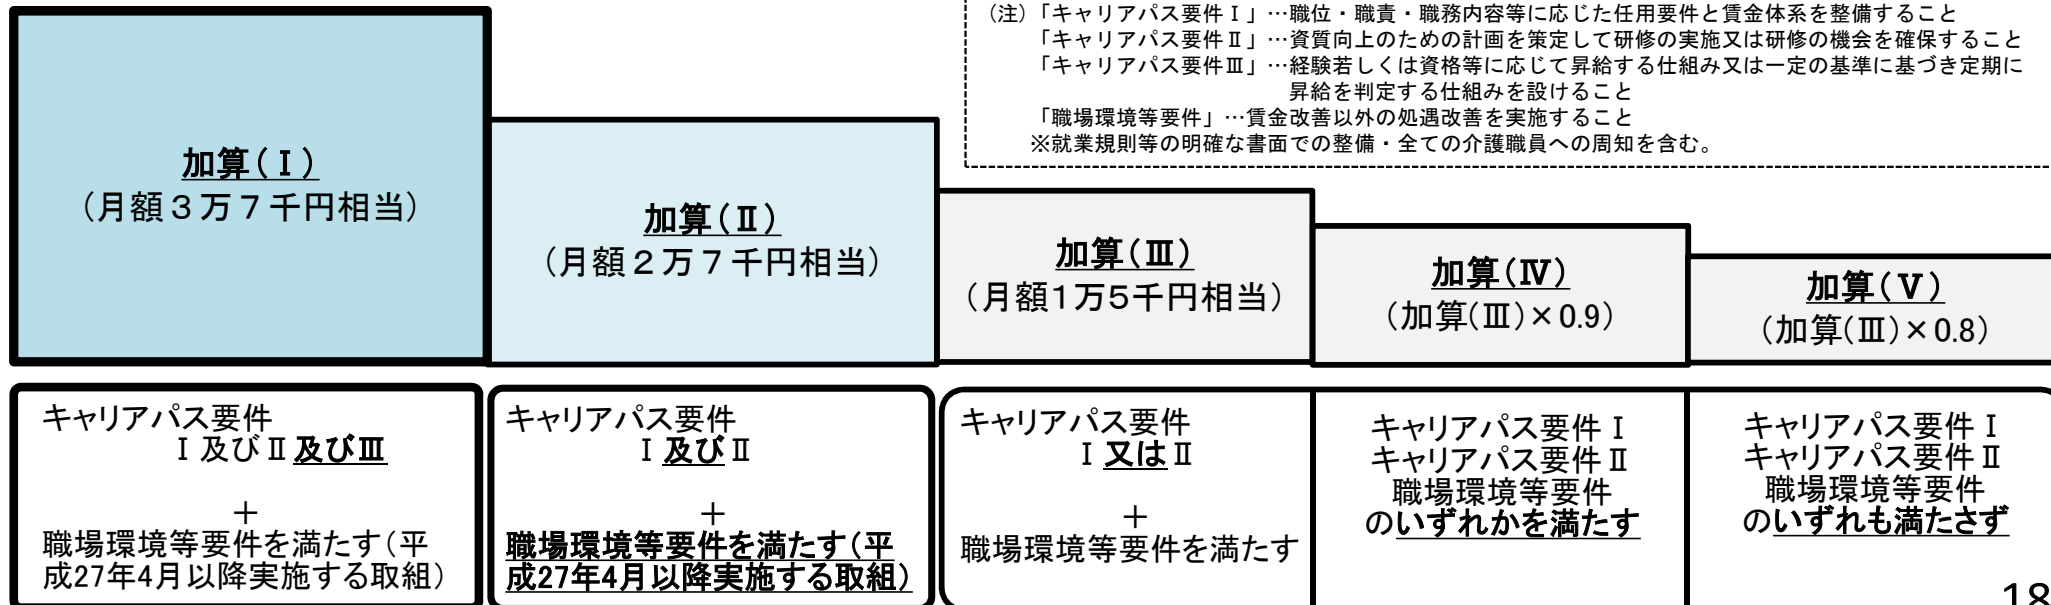 (注)「キャリアパス要件Ⅰ」…職位・職責・職務内容等に応じた任用要件と賃金体系を整備すること
「キャリアパス要件Ⅱ」…資質向上のための計画を策定して研修の実施又は研修の機会を確保すること
「キャリアパス要件Ⅲ」…経験若しくは資格等に応じて昇給する仕組み又は一定の基準に基づき定期に
昇給を判定する仕組みを設けること
「職場環境等要件」…賃金改善以外の処遇改善を実施すること
※就業規則等の明確な書面での整備・全ての介護職員への周知を含む。
加算(Ⅰ)
(月額３万７千円相当)
加算(Ⅱ)
(月額２万７千円相当)
加算(Ⅲ)
(月額1万5千円相当)
加算(Ⅳ)
(加算(Ⅲ)×0.9)
加算(Ⅴ)
(加算(Ⅲ)×0.8)
キャリアパス要件
Ⅰ及びⅡ及びⅢ
＋
職場環境等要件を満たす(平
成27年4月以降実施する取組)
キャリアパス要件
Ⅰ及びⅡ
＋
職場環境等要件を満たす(平
成27年4月以降実施する取組)
キャリアパス要件
Ⅰ又はⅡ
＋
職場環境等要件を満たす
キャリアパス要件Ⅰ
キャリアパス要件Ⅱ
職場環境等要件
のいずれかを満たす
キャリアパス要件Ⅰ
キャリアパス要件Ⅱ
職場環境等要件
のいずれも満たさず
18